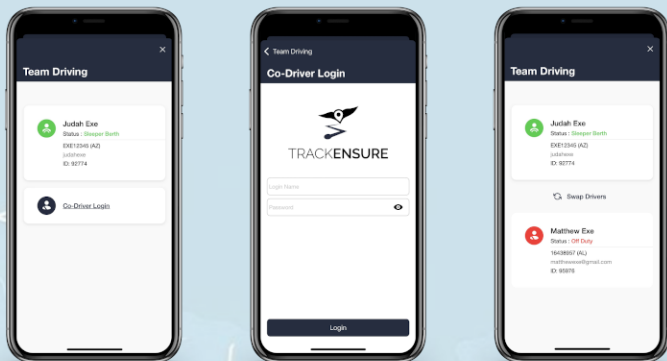 Team Driving
Judah Exe
Status : Sleeper Berth
EXE12345 (AZ)
judahexe
ID: 92774
Co-Driver Login
Team Driving
Co-Driver Login
TRACKENSURE
Login Name
Password
Login
Team Driving
Judah Exe
Status : Sleeper Berth
EXE12345 (AZ)
judahexe
ID: 92774
Swap Drivers
Matthew Exe
Status : Off Duty
16436957 (AL)
matthewexe@gmail.com
ID: 95976